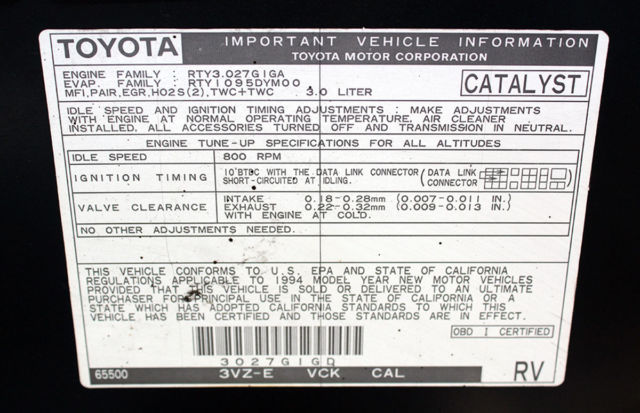 TOYOTA
IMPORTANT VEHICLE INFORMATION
TOYOTA MOTOR CORPORATION
ENGINE FAMILY : RTY3.027GIGA
EVAP. FAMILY : RTY1095DYM00
MFI,PAIR,EGR,HO2S(2),TWC+TWC 3.0 LITER
CATALYST
IDLE SPEED AND IGNITION TIMING ADJUSTMENTS : MAKE ADJUSTMENTS
WITH ENGINE AT NORMAL OPERATING TEMPERATURE, AIR CLEANER
INSTALLED, ALL ACCESSORIES TURNED OFF AND TRANSMISSION IN NEUTRAL.
ENGINE TUNE-UP SPECIFICATIONS FOR ALL ALTITUDES
IDLE SPEED 800 RPM
IGNITION TIMING 10°BTDC WITH THE DATA LINK CONNECTOR SHORT-CIRCUITED AT IDLING. (DATA LINK CONNECTOR)
VALVE CLEARANCE INTAKE 0.18-0.28mm (0.007-0.011 IN.)
EXHAUST 0.22-0.32mm (0.009-0.013 IN.)
WITH ENGINE AT COLD.
NO OTHER ADJUSTMENTS NEEDED.
THIS VEHICLE CONFORMS TO U.S. EPA AND STATE OF CALIFORNIA
REGULATIONS APPLICABLE TO 1994 MODEL YEAR NEW MOTOR VEHICLES
PROVIDED THAT THIS VEHICLE IS SOLD OR DELIVERED TO AN ULTIMATE
PURCHASER FOR PRINCIPAL USE IN THE STATE OF CALIFORNIA OR A
STATE WHICH HAS ADOPTED CALIFORNIA STANDARDS TO WHICH THIS
VEHICLE HAS BEEN CERTIFIED AND THOSE STANDARDS ARE IN EFFECT.
OBD I CERTIFIED
3027GIGD
65500 3VZ-E VCK CAL RV